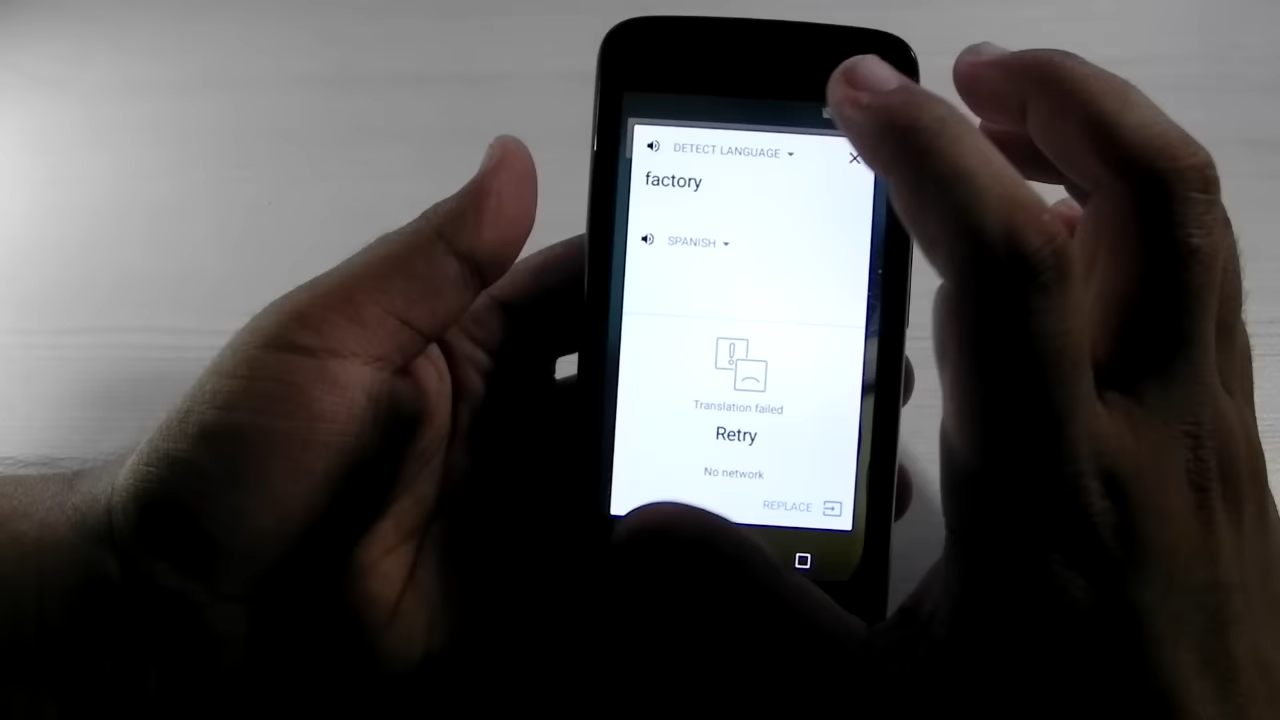 DETECT LANGUAGE
factory
SPANISH
Translation failed
Retry
No network
REPLACE